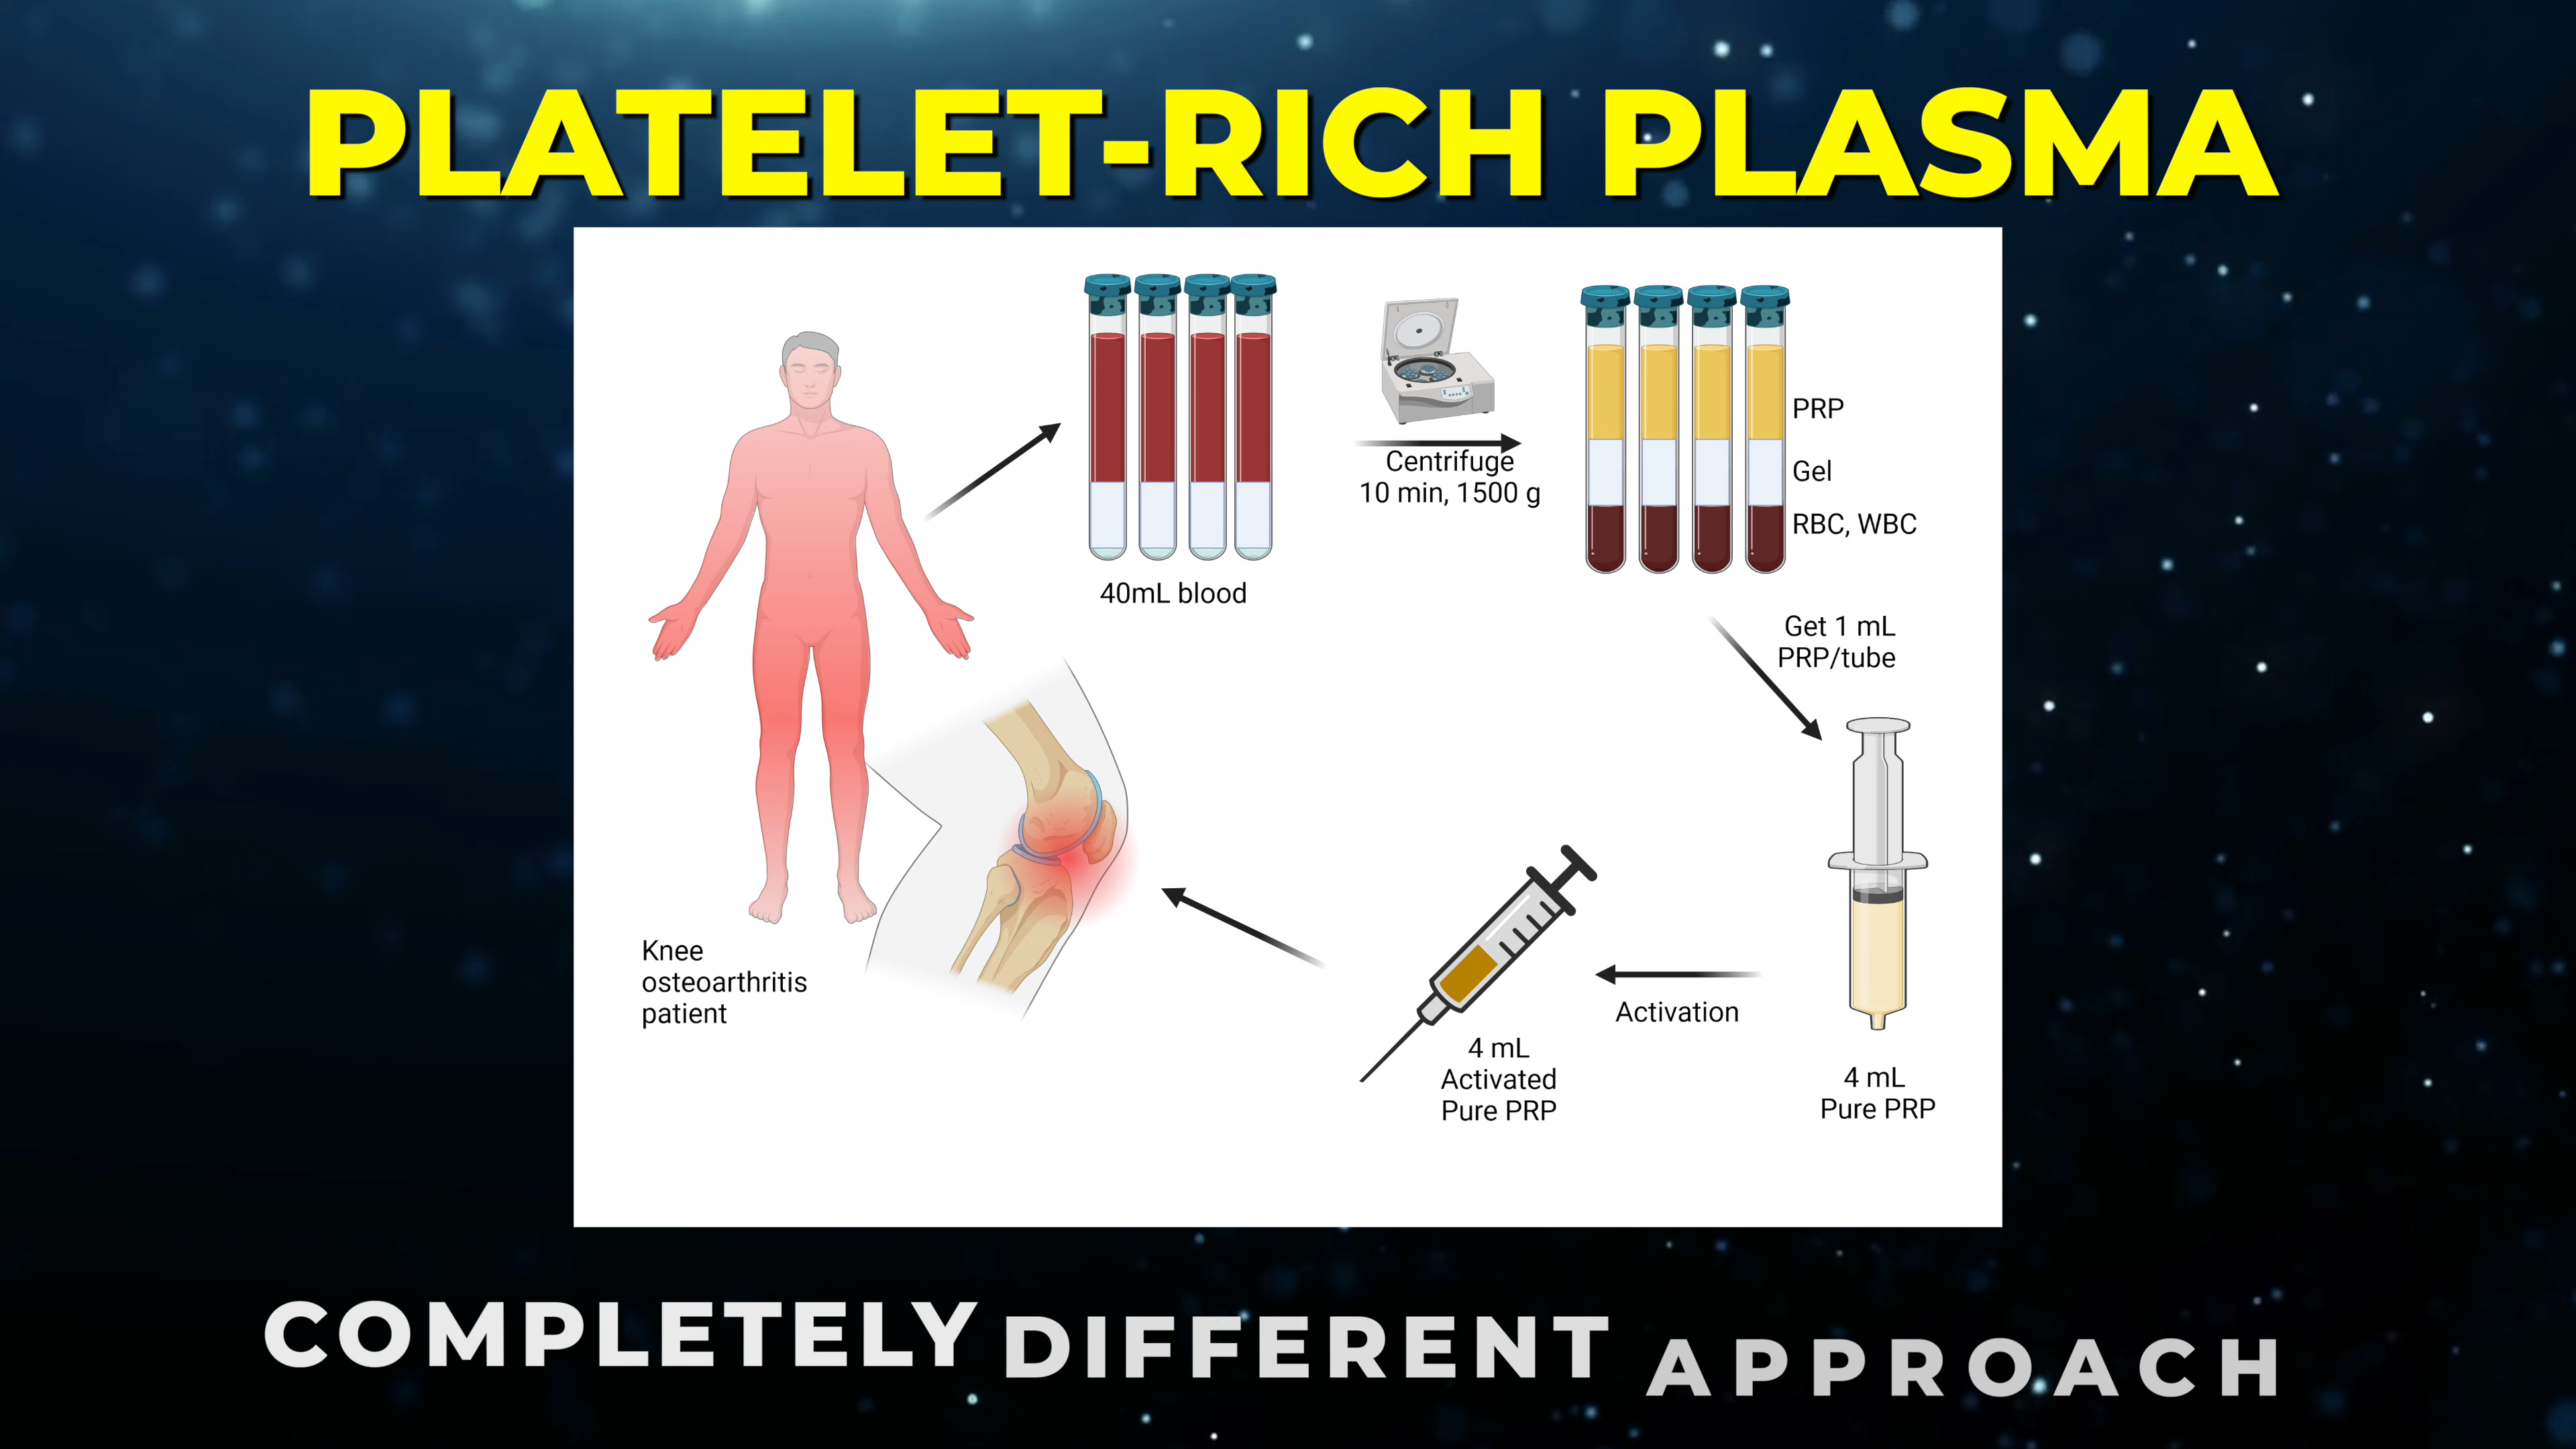 PLATELET-RICH PLASMA
40mL blood
Centrifuge
10 min, 1500 g
PRP
Gel
RBC, WBC
Get 1 mL
PRP/tube
4 mL
Pure PRP
Activation
4 mL
Activated
Pure PRP
Knee
osteoarthritis
patient
COMPLETELY DIFFERENT APPROACH